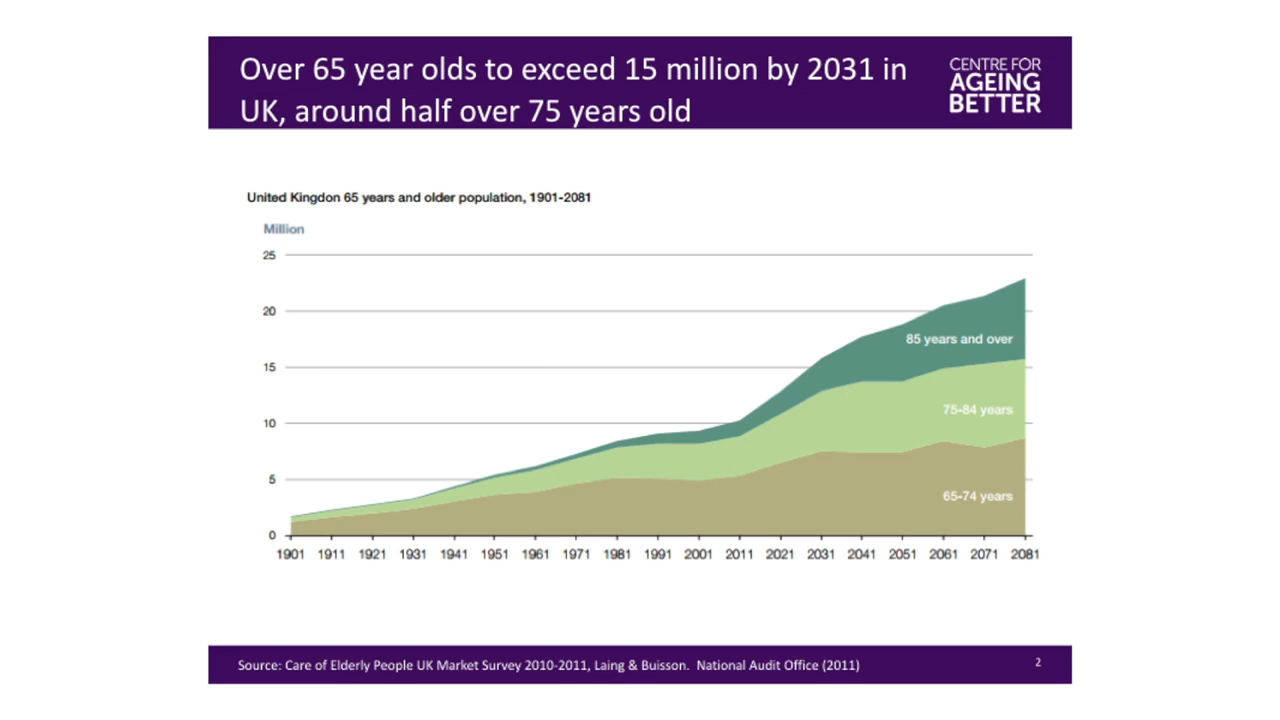 Over 65 year olds to exceed 15 million by 2031 in
UK, around half over 75 years old
CENTRE FOR
AGEING
BETTER
United Kingdon 65 years and older population, 1901-2081
Million
25
20
15
10
5
0
85 years and over
75-84 years
65-74 years
1901 1911 1921 1931 1941 1951 1961 1971 1981 1991 2001 2011 2021 2031 2041 2051 2061 2071 2081
Source: Care of Elderly People UK Market Survey 2010-2011, Laing & Buisson. National Audit Office (2011)
2